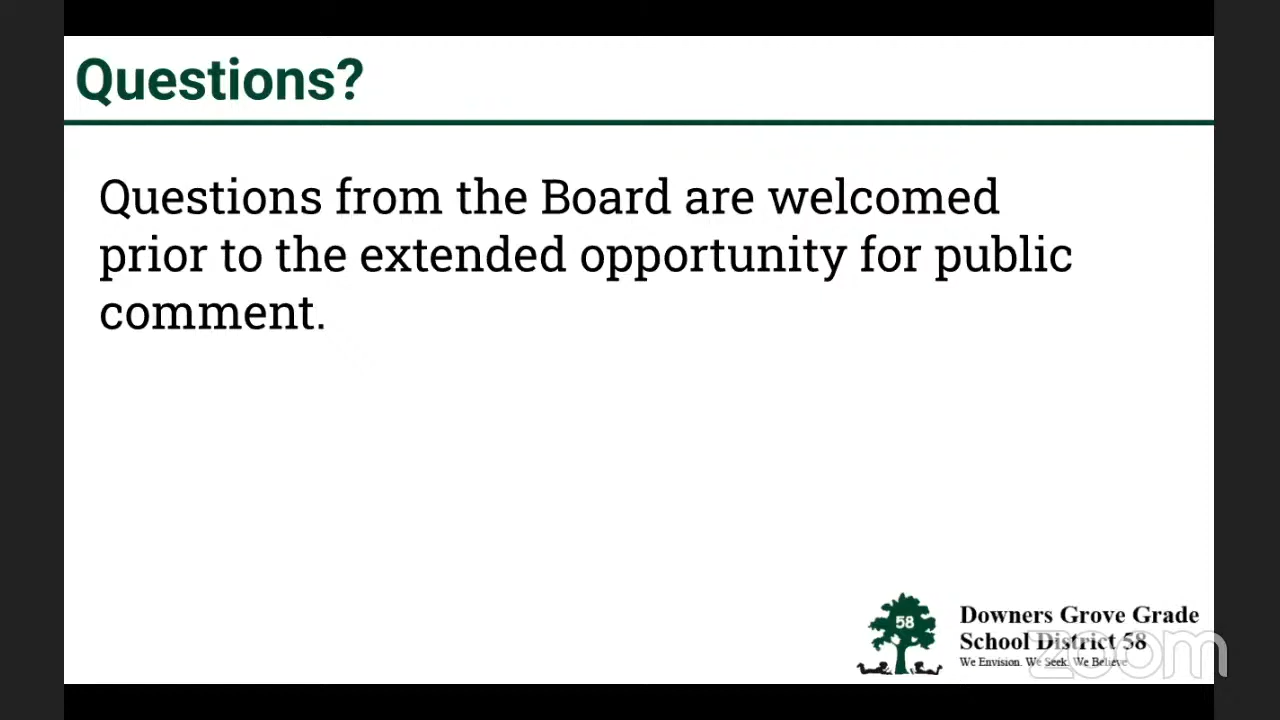 Questions?
Questions from the Board are welcomed
prior to the extended opportunity for public
comment.
58
Downers Grove Grade
School District 58
We Envision. We Seek. We Believe
zoom